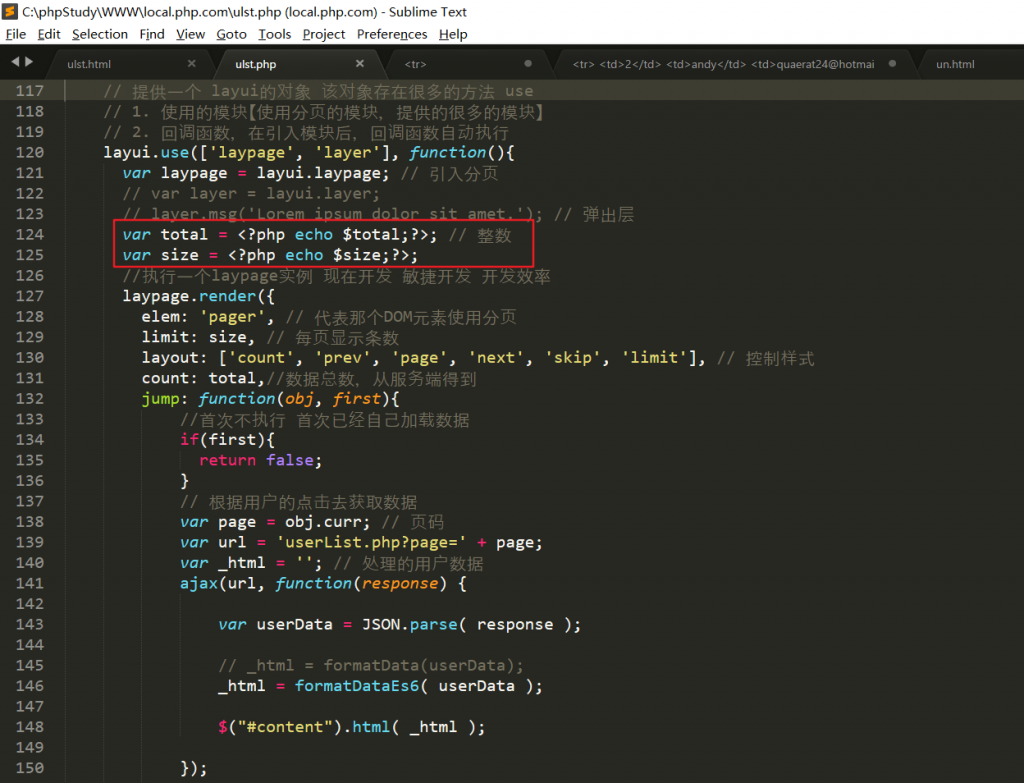 C:\phpStudy\WWW\local.php.com\ulst.php (local.php.com) - Sublime Text
File Edit Selection Find View Goto Tools Project Preferences Help
ulst.html × ulst.php × <tr> <tr> <td>2</td> <td>andy</td> <td>quaerat24@hotmai un.html
117 // 提供一个 layui的对象 该对象存在很多的方法 use
118 // 1. 使用的模块【使用分页的模块, 提供的很多的模块】
119 // 2. 回调函数, 在引入模块后, 回调函数自动执行
120 layui.use(['laypage', 'layer'], function(){
121 var laypage = layui.laypage; // 引入分页
122 // var layer = layui.layer;
123 // layer.msg('Lorem ipsum dolor sit amet.'); // 弹出层
124 var total = <?php echo $total;?>; // 整数
125 var size = <?php echo $size;?>;
126 //执行一个laypage实例 现在开发 敏捷开发 开发效率
127 laypage.render({
128 elem: 'pager', // 代表那个DOM元素使用分页
129 limit: size, // 每页显示条数
130 layout: ['count', 'prev', 'page', 'next', 'skip', 'limit'], // 控制样式
131 count: total,//数据总数, 从服务端得到
132 jump: function(obj, first){
133 //首次不执行 首次已经自己加载数据
134 if(first){
135 return false;
136 }
137 // 根据用户的点击去获取数据
138 var page = obj.curr; // 页码
139 var url = 'userList.php?page=' + page;
140 var _html = ''; // 处理的用户数据
141 ajax(url, function(response) {
142
143 var userData = JSON.parse( response );
144
145 // _html = formatData(userData);
146 _html = formatDataEs6( userData );
147
148 $("#content").html( _html );
149
150 });